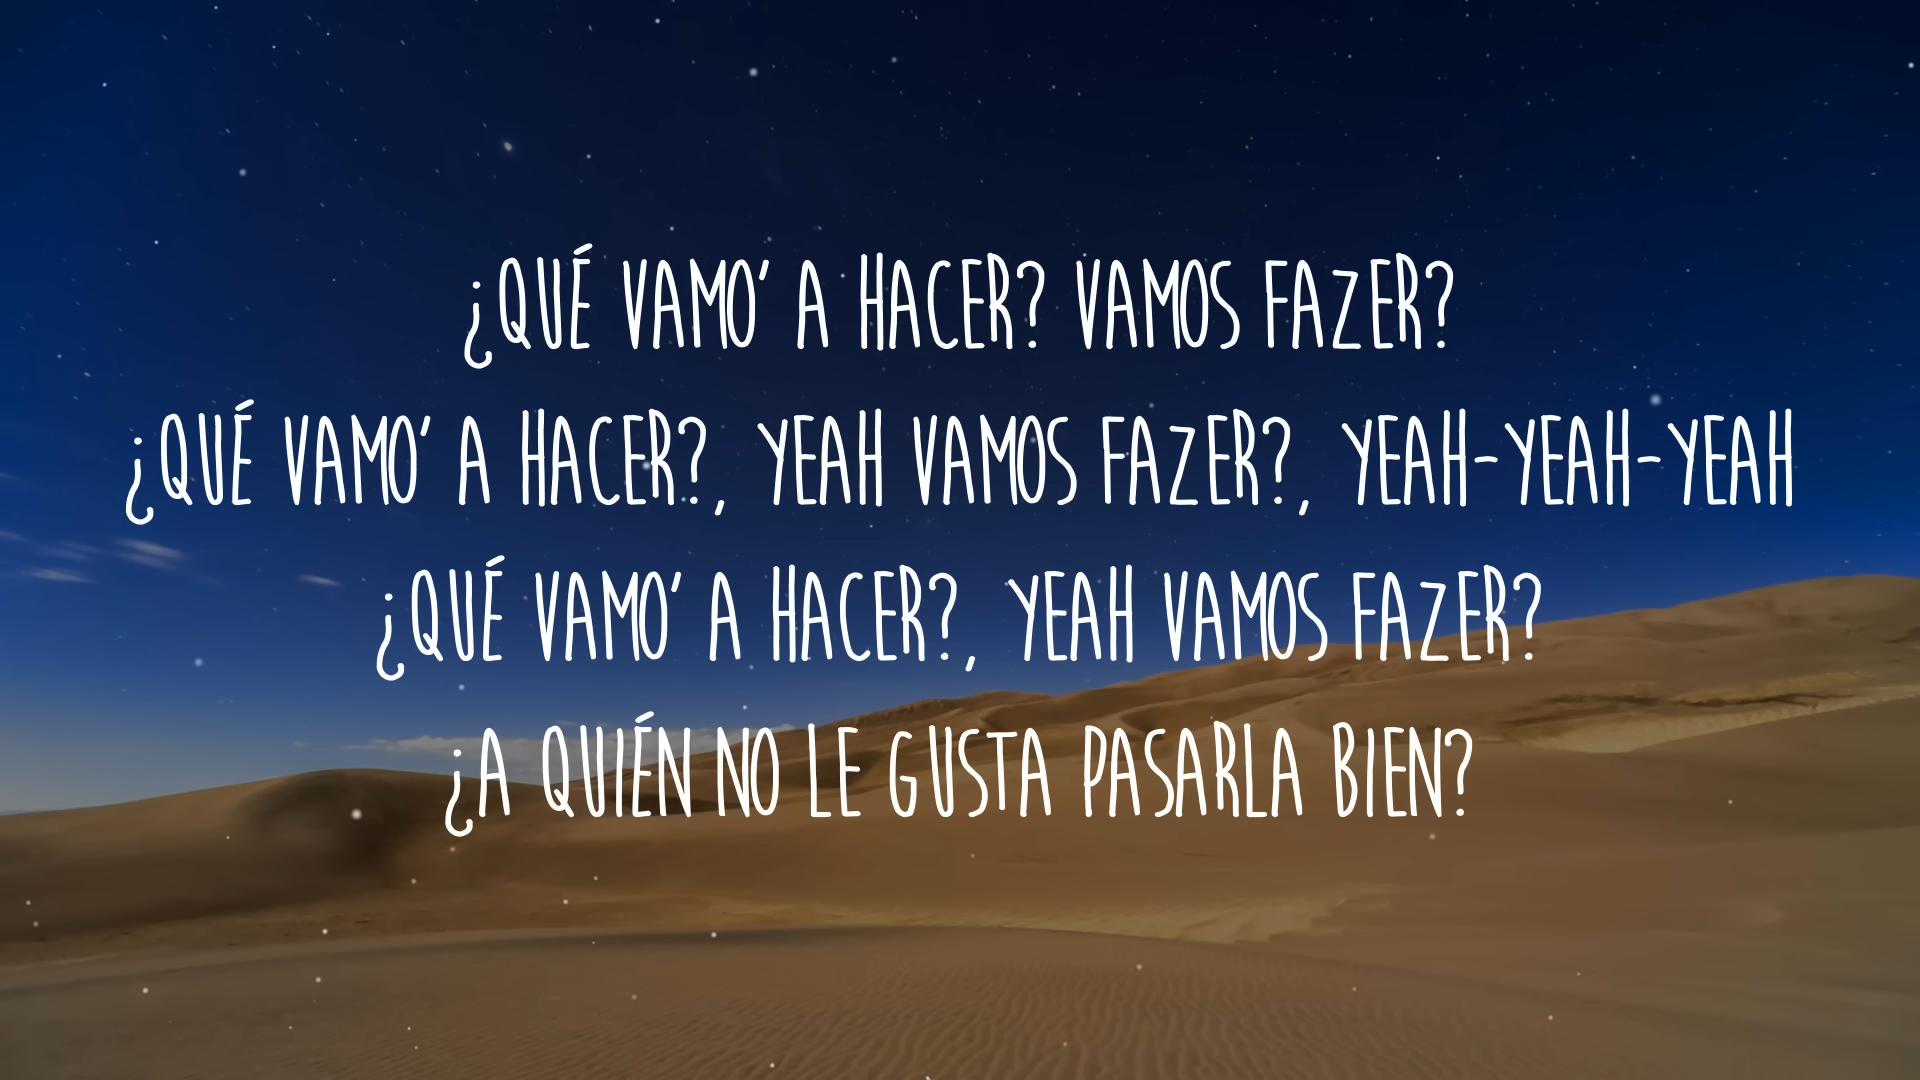 ¿QUÉ VAMO' A HACER? VAMOS FAZER?
¿QUÉ VAMO' A HACER?, YEAH VAMOS FAZER?, YEAH-YEAH-YEAH
¿QUÉ VAMO' A HACER?, YEAH VAMOS FAZER?
¿A QUIÉN NO LE GUSTA PASARLA BIEN?